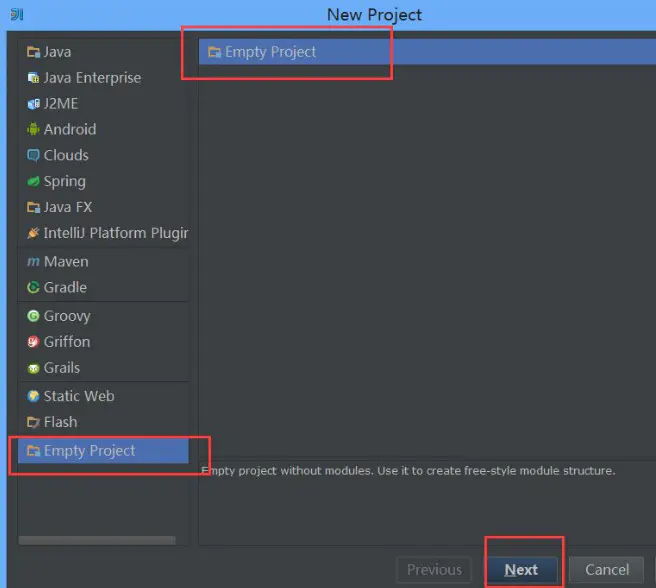 New Project
Java
Java Enterprise
J2ME
Android
Clouds
Spring
Java FX
IntelliJ Platform Plugin
Maven
Gradle
Groovy
Griffon
Grails
Static Web
Flash
Empty Project
Empty Project
Empty project without modules. Use it to create free-style module structure.
Previous
Next
Cancel